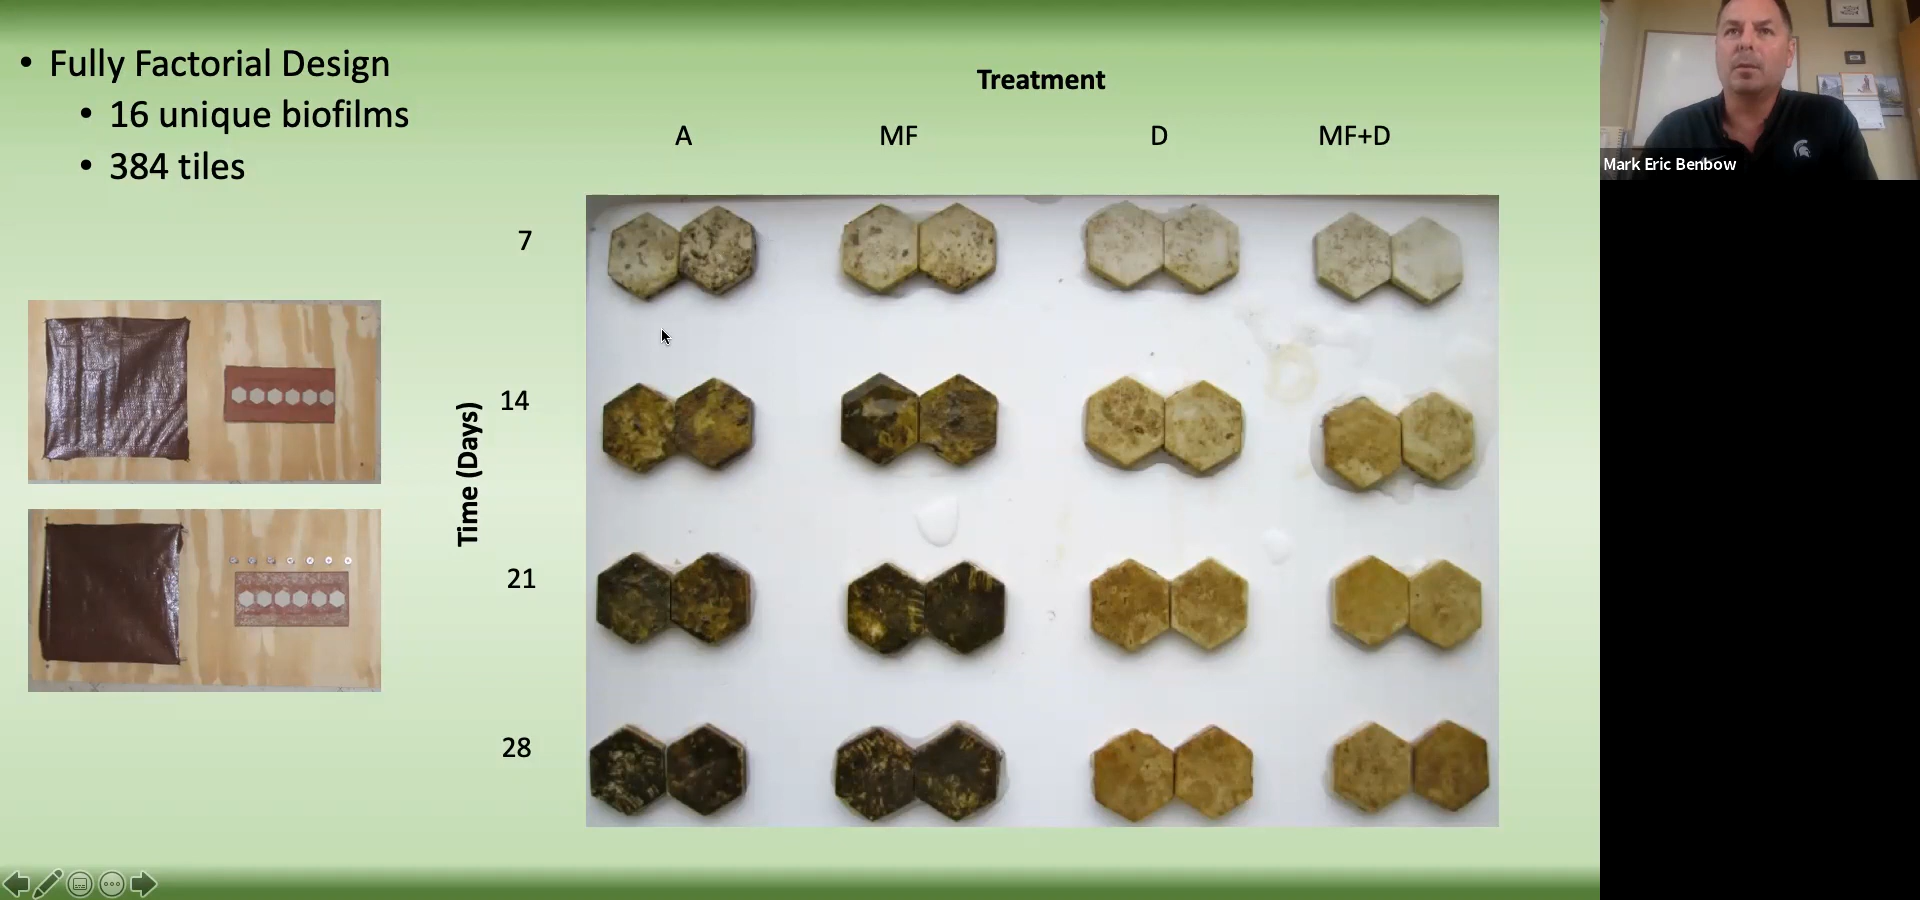 • Fully Factorial Design
• 16 unique biofilms
• 384 tiles
Treatment
A MF D MF+D
Time (Days)
7
14
21
28
Mark Eric Benbow